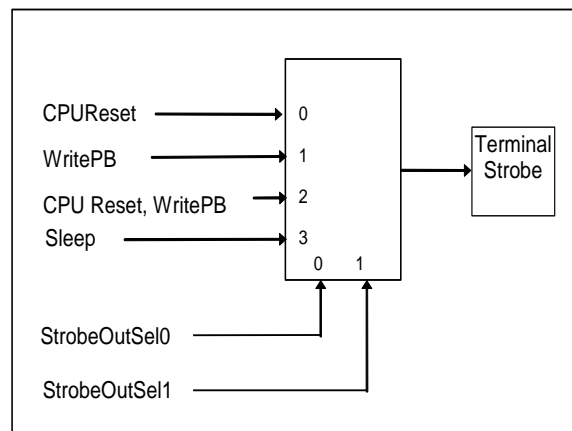 CPUReset
0
WritePB
1
CPU Reset, WritePB
2
Sleep
3
0 1
Terminal
Strobe
StrobeOutSel0
StrobeOutSel1